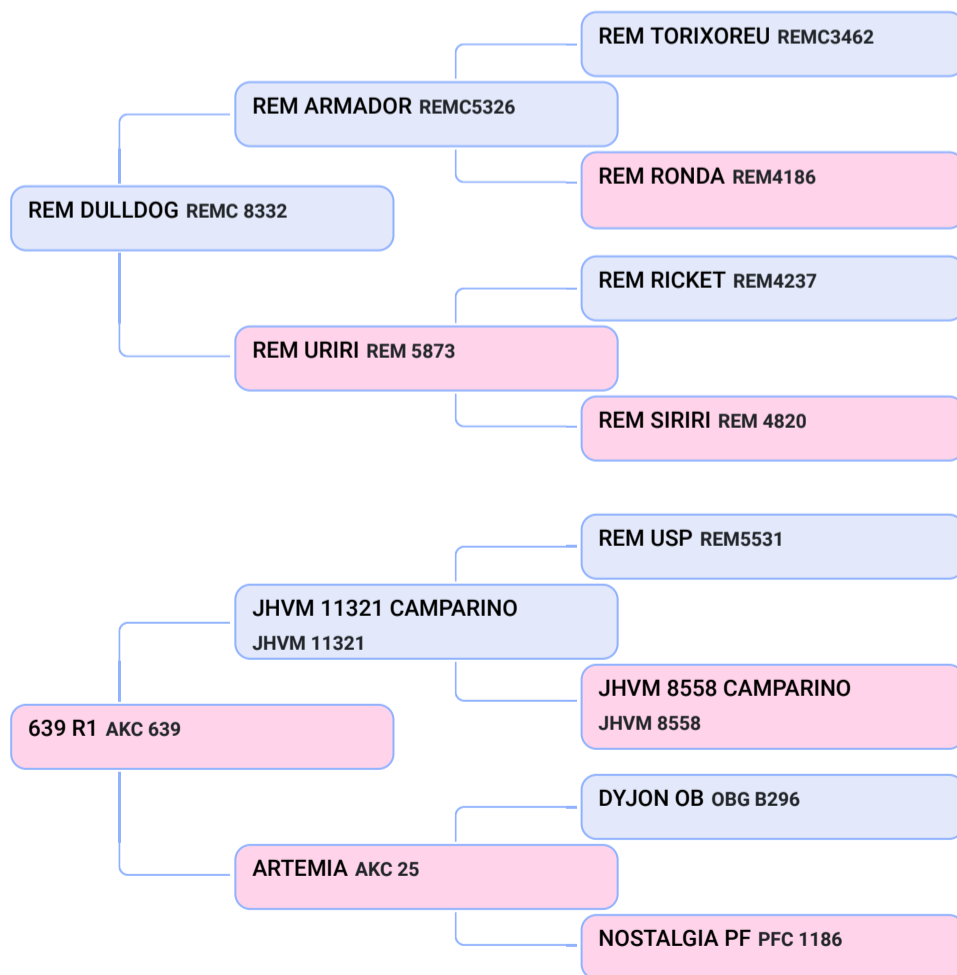 REM TORIXOREU REMC3462
REM ARMADOR REMC5326
REM RONDA REM4186
REM DULLDOG REMC 8332
REM RICKET REM4237
REM URIRI REM 5873
REM SIRIRI REM 4820
REM USP REM5531
JHVM 11321 CAMPARINO
JHVM 11321
JHVM 8558 CAMPARINO
JHVM 8558
639 R1 AKC 639
DYJON OB OBG B296
ARTEMIA AKC 25
NOSTALGIA PF PFC 1186